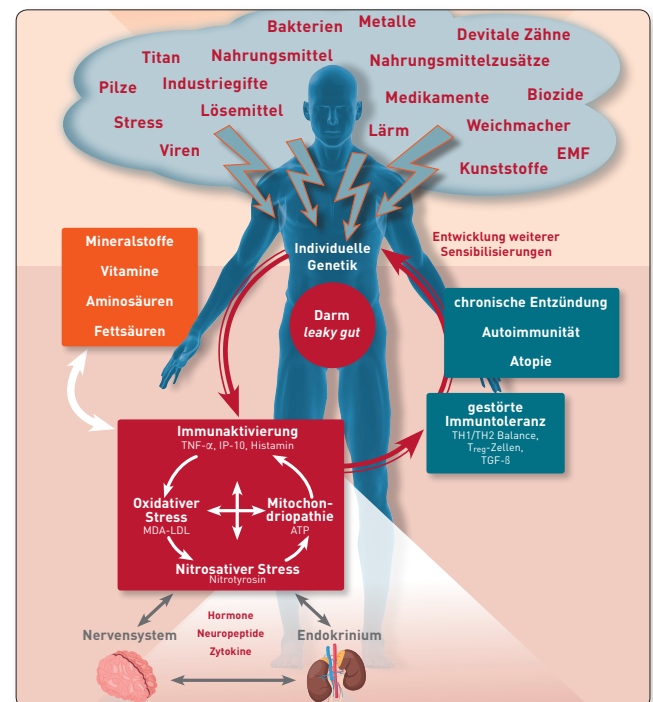 Bakterien
Metalle
Devitale Zähne
Titan
Nahrungsmittel
Nahrungsmittelzusätze
Pilze
Industriegifte
Lösemittel
Medikamente
Biozide
Stress
Lärm
Weichmacher
Viren
EMF
Kunststoffe
Mineralstoffe
Vitamine
Aminosäuren
Fettsäuren
Individuelle
Genetik
Darm
leaky gut
Entwicklung weiterer
Sensibilisierungen
chronische Entzündung
Autoimmunität
Atopie
gestörte
Immuntoleranz
TH1/TH2 Balance,
Treg-Zellen,
TGF-ß
Immunaktivierung
TNF-α, IP-10, Histamin
Oxidativer
Stress
MDA-LDL
Mitochon-
driopathie
ATP
Nitrosativer Stress
Nitrotyrosin
Nervensystem
Hormone
Neuropeptide
Zytokine
Endokrinium